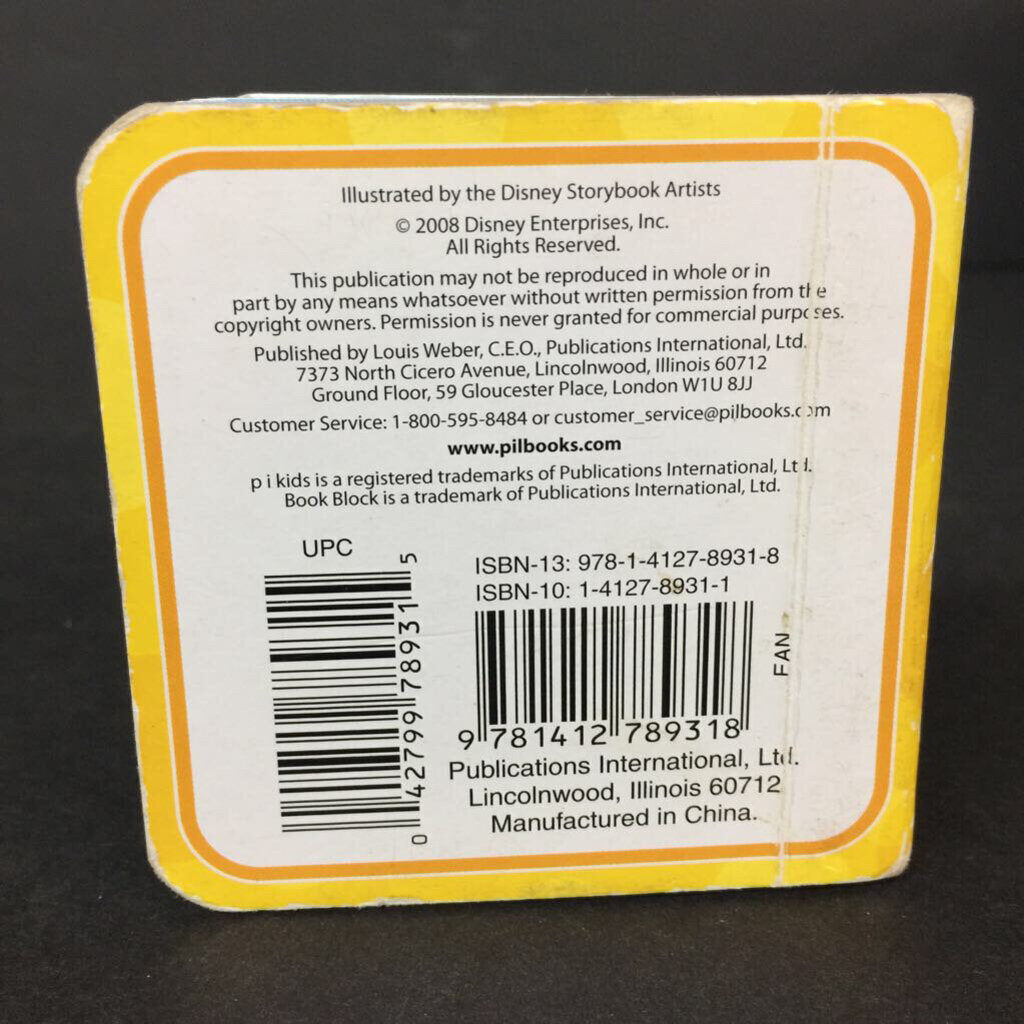 Illustrated by the Disney Storybook Artists
© 2008 Disney Enterprises, Inc.
All Rights Reserved.
This publication may not be reproduced in whole or in
part by any means whatsoever without written permission from the
copyright owners. Permission is never granted for commercial purposes.
Published by Louis Weber, C.E.O., Publications International, Ltd.
7373 North Cicero Avenue, Lincolnwood, Illinois 60712
Ground Floor, 59 Gloucester Place, London W1U 8JJ
Customer Service: 1-800-595-8484 or customer_service@pilbooks.com
www.pilbooks.com
p i kids is a registered trademarks of Publications International, Ltd.
Book Block is a trademark of Publications International, Ltd.
UPC
0 42799 78931 5
ISBN-13: 978-1-4127-8931-8
ISBN-10: 1-4127-8931-1
FAN
9 781412 789318
Publications International, Ltd.
Lincolnwood, Illinois 60712
Manufactured in China.